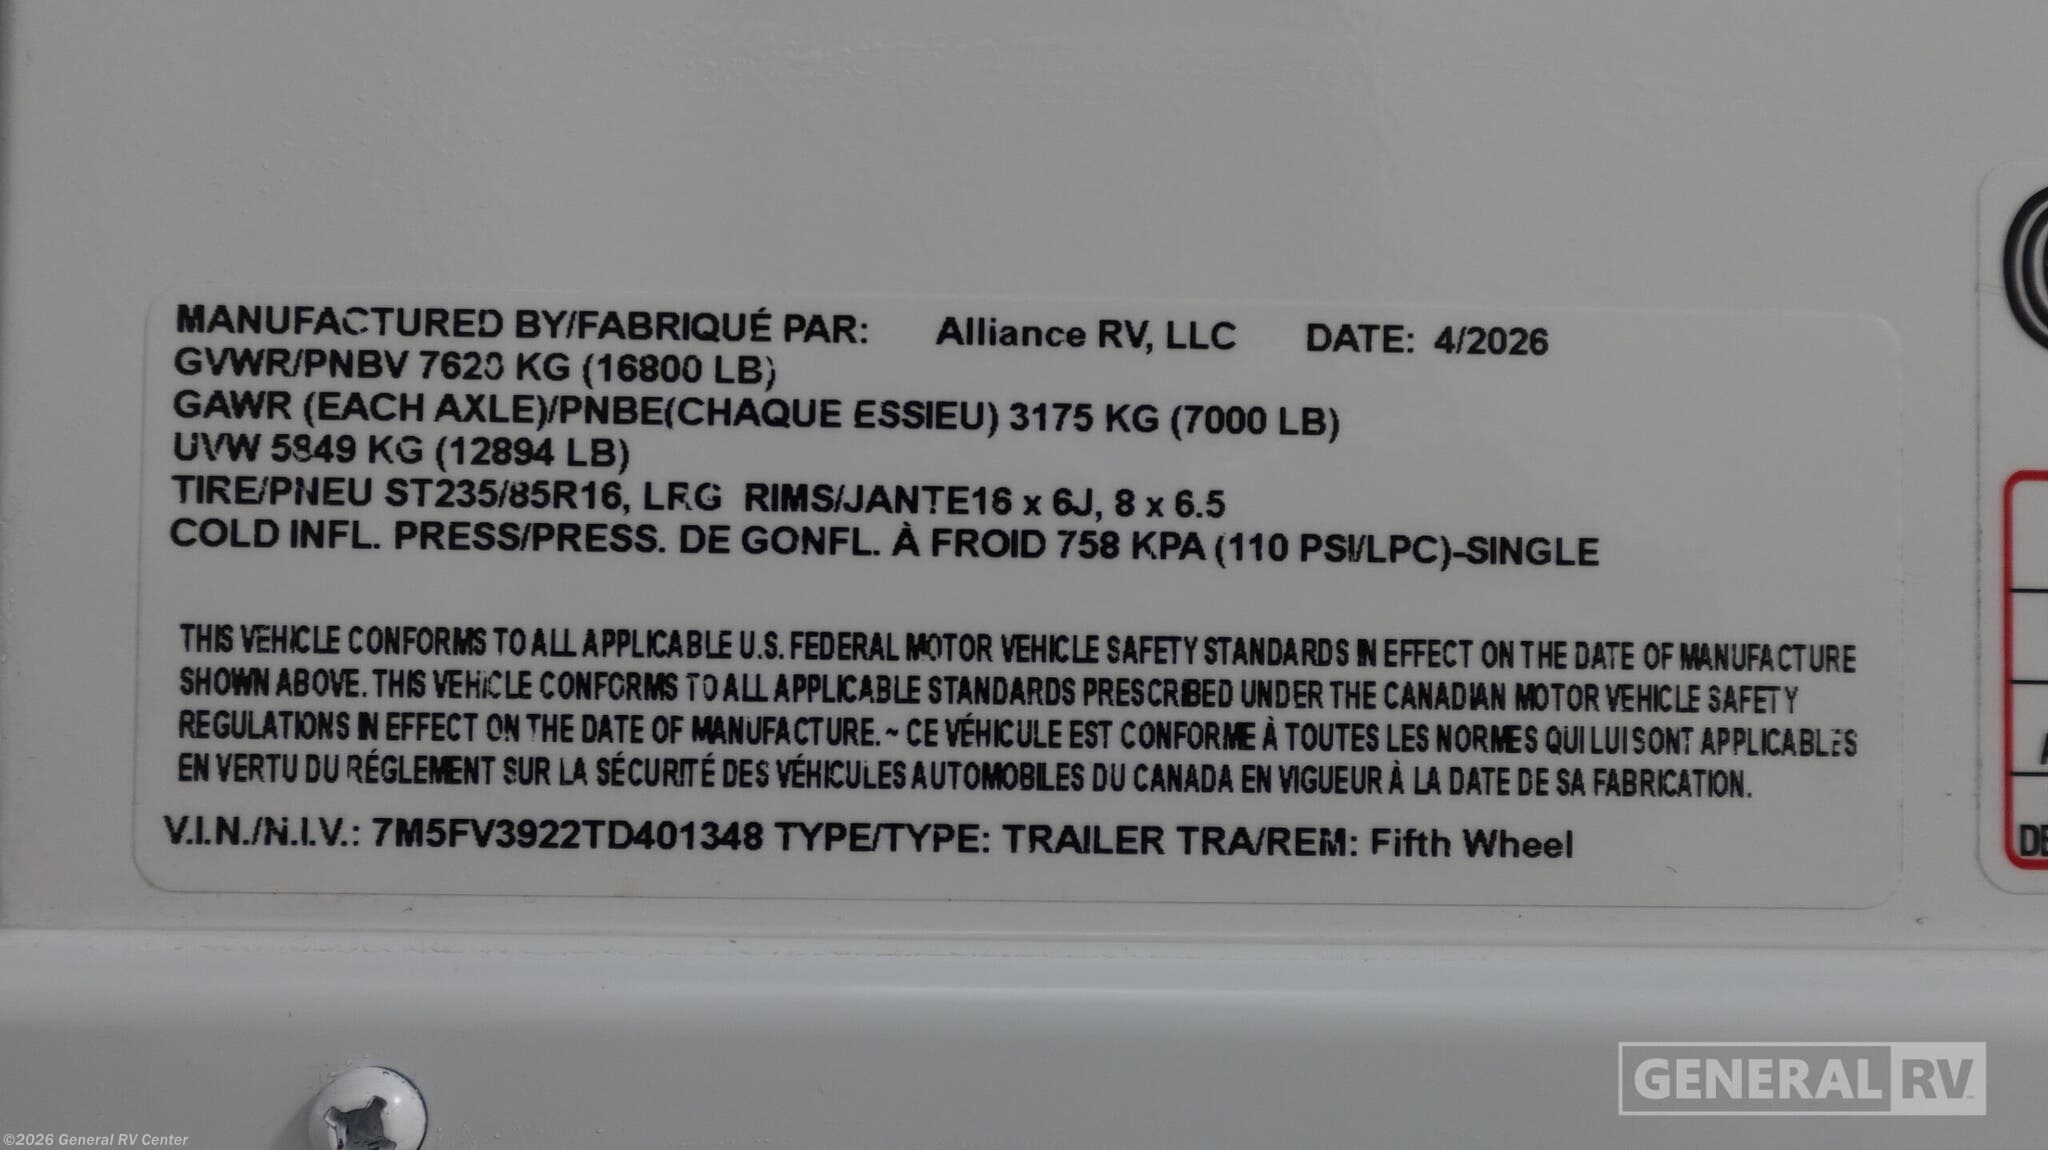 MANUFACTURED BY/FABRIQUÉ PAR: Alliance RV, LLC DATE: 4/2026
GVWR/PNBV 7620 KG (16800 LB)
GAWR (EACH AXLE)/PNBE(CHAQUE ESSIEU) 3175 KG (7000 LB)
UVW 5849 KG (12894 LB)
TIRE/PNEU ST235/85R16, LRG RIMS/JANTE16 x 6J, 8 x 6.5
COLD INFL. PRESS/PRESS. DE GONFL. À FROID 758 KPA (110 PSI/LPC)-SINGLE
THIS VEHICLE CONFORMS TO ALL APPLICABLE U.S. FEDERAL MOTOR VEHICLE SAFETY STANDARDS IN EFFECT ON THE DATE OF MANUFACTURE
SHOWN ABOVE. THIS VEHICLE CONFORMS TO ALL APPLICABLE STANDARDS PRESCRIBED UNDER THE CANADIAN MOTOR VEHICLE SAFETY
REGULATIONS IN EFFECT ON THE DATE OF MANUFACTURE. ~ CE VÉHICULE EST CONFORME À TOUTES LES NORMES QUI LUI SONT APPLICABLES
EN VERTU DU RÉGLEMENT SUR LA SÉCURITÉ DES VÉHICULES AUTOMOBILES DU CANADA EN VIGUEUR À LA DATE DE SA FABRICATION.
V.I.N./N.I.V.: 7M5FV3922TD401348 TYPE/TYPE: TRAILER TRA/REM: Fifth Wheel
GENERAL RV
©2026 General RV Center